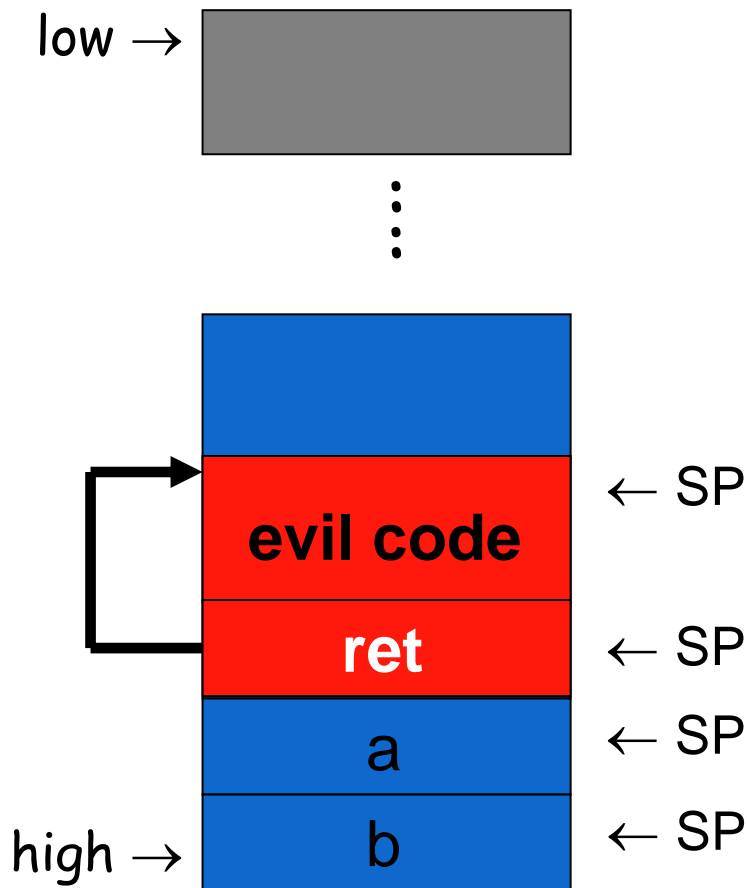 low →
← SP
evil code
ret
← SP
← SP
a
← SP
b
high →